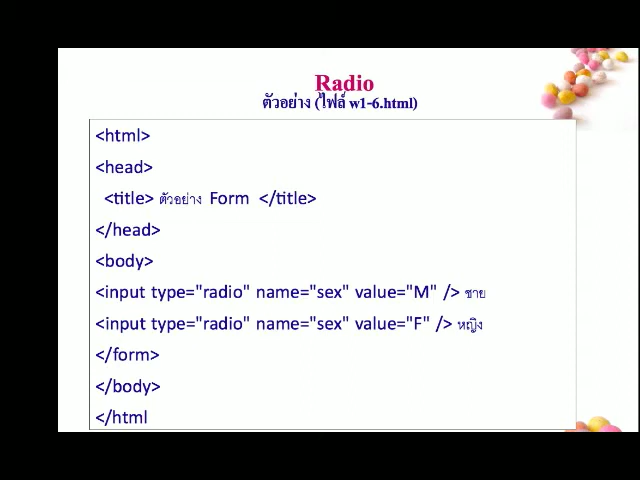 Radio
ตัวอย่าง (ไฟล์ w1-6.html)
<html>
<head>
<title> ตัวอย่าง Form </title>
</head>
<body>
<input type="radio" name="sex" value="M" /> ชาย
<input type="radio" name="sex" value="F" /> หญิง
</form>
</body>
</html